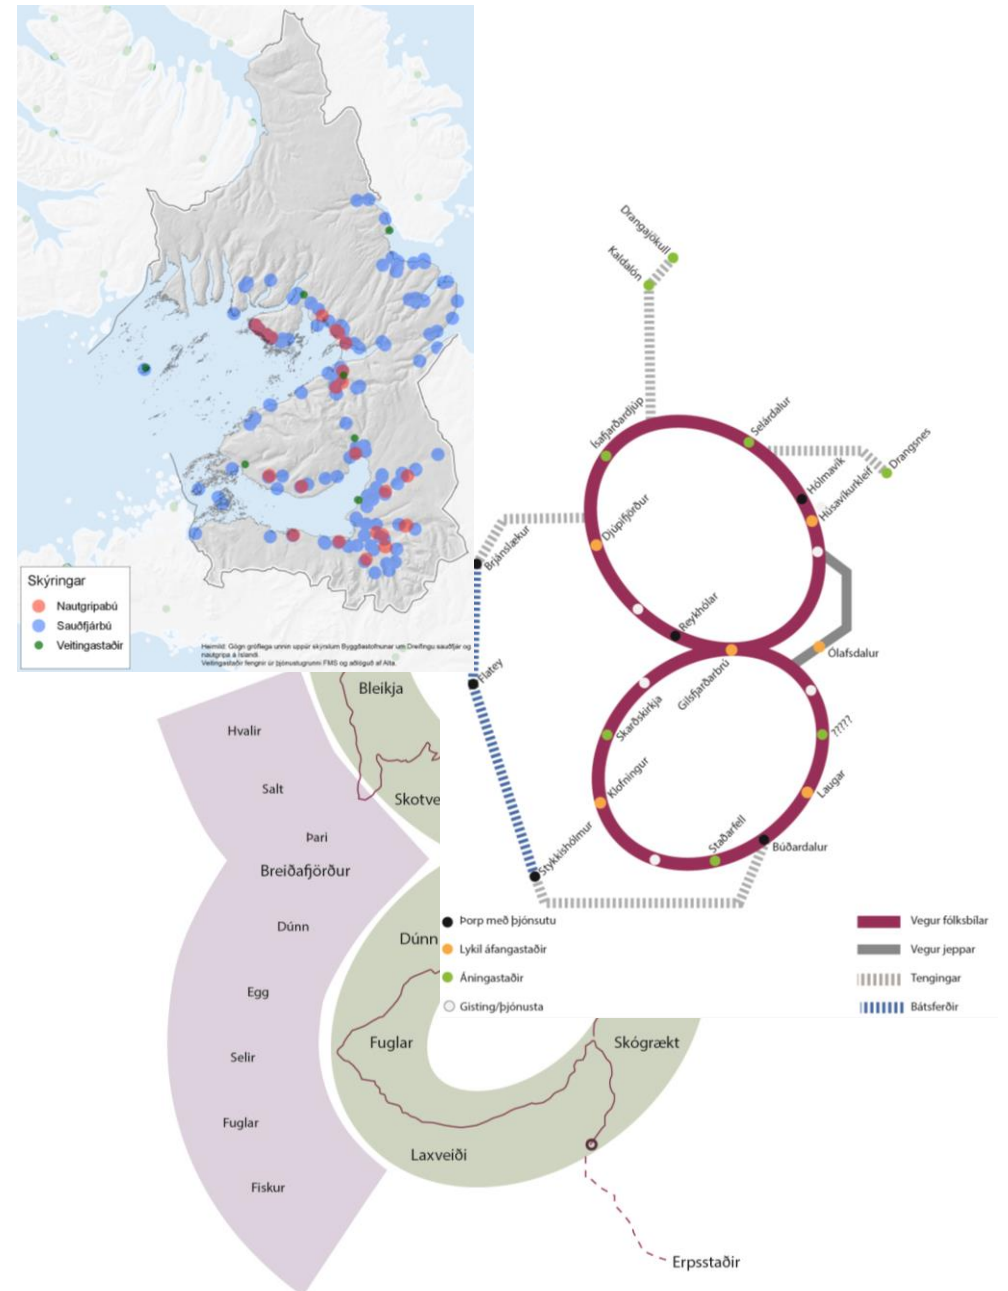 Skýringar
Nautgripabú
Sauðfjárbú
Veitingastaðir
Heimild: Gögn gróflega unnin uppúr skýrslum Byggðastofnunar um Dreifingu sauðfjár og
nautgripa á Íslandi.
Veitingastaðir fengnir úr þjónustugrunni FMS og aðlöguð af Alta.
Drangajökull
Kaldalón
Ísafjarðardjúp
Selárdalur
Drangsnes
Hólmavík
Húsavíkurkleif
Djúpifjörður
Brjánslækur
Reykhólar
Ólafsdalur
Gilsfjarðarbrú
Flatey
Skarðskirkja
?????
Klofningur
Laugar
Staðarfell
Búðardalur
Stykkishólmur
Þorp með þjónsutu
Lykil áfangastaðir
Áningastaðir
Gisting/þjónusta
Vegur fólksbílar
Vegur jeppar
Tengingar
Bátsferðir
Bleikja
Hvalir
Salt
Skotve
Þari
Breiðafjörður
Dúnn
Dúnn
Egg
Fuglar
Skógrækt
Selir
Fuglar
Laxveiði
Fiskur
Erpsstaðir